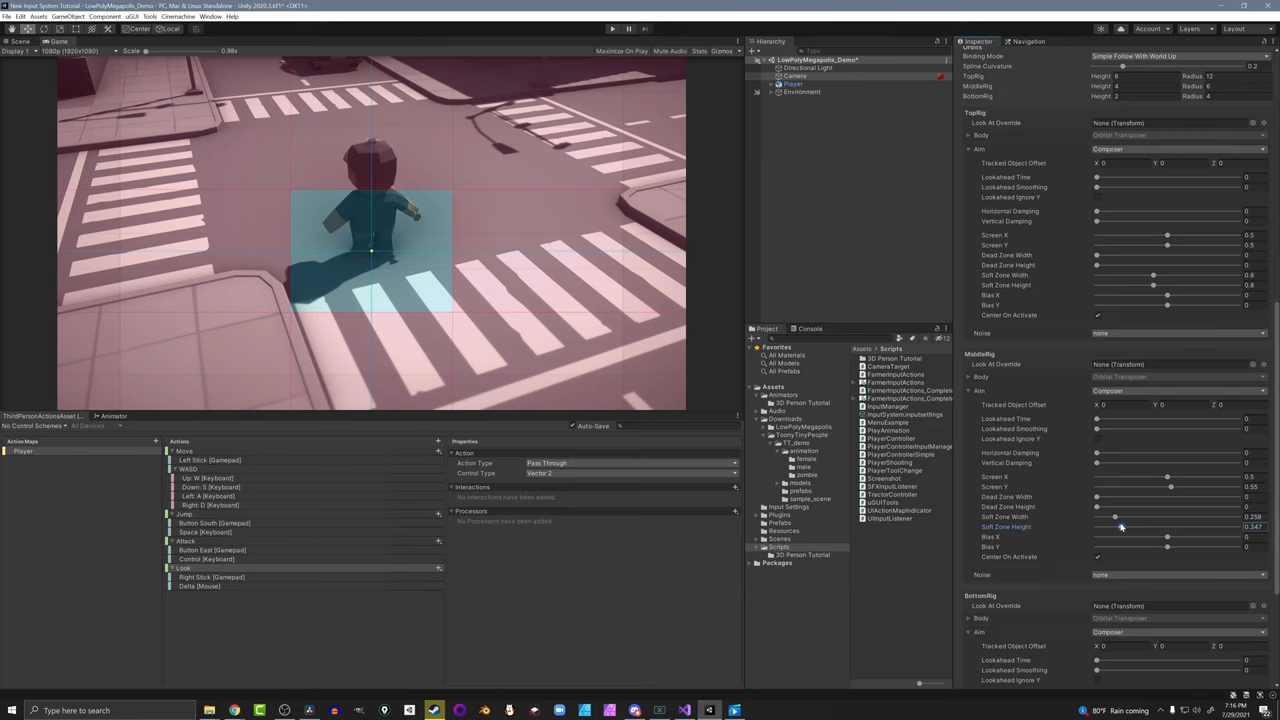 New Input System Tutorial - LowPolyMegapolis_Demo - PC, Mac & Linux Standalone - Unity 2020.3.6f1* <DX11>
File Edit Assets GameObject Component uGUI Tools Cinemachine Window Help
Center Local
Account Layers Layout
Scene Game
Display 1 1080p (1920x1080) Scale 0.98x Maximize On Play Mute Audio Stats Gizmos
Hierarchy
All
LowPolyMegapolis_Demo*
Directional Light
Camera
Player
Environment
Project Console
12
Favorites
All Materials
All Models
All Prefabs
Assets
Animators
3D Person Tutorial
Audio
Downloads
LowPolyMegapolis
ToonyTinyPeople
TT_demo
animation
female
male
zombie
models
prefabs
sample_scene
Input Settings
Plugins
Prefabs
Resources
Scenes
Scripts
3D Person Tutorial
Packages
Assets > Scripts
3D Person Tutorial
CameraTarget
FarmerInputActions
FarmerInputActions
FarmerInputActions_Complete
FarmerInputActions_Complete
InputManager
InputSystem.inputsettings
MenuExample
PlayAnimation
PlayerController
PlayerControllerInputManage
PlayerControllerSimple
PlayerShooting
PlayerToolChange
Screenshot
SFXInputListener
TractorController
uGUITools
UIActionMapIndicator
UIInputListener
ThirdPersonActionsAsset (... Animator
No Control Schemes All Devices Auto-Save
Action Maps
Player
Actions
Move
Left Stick [Gamepad]
WASD
Up: W [Keyboard]
Down: S [Keyboard]
Left: A [Keyboard]
Right: D [Keyboard]
Jump
Button South [Gamepad]
Space [Keyboard]
Attack
Button East [Gamepad]
Control [Keyboard]
Look
Right Stick [Gamepad]
Delta [Mouse]
Properties
Action
Action Type Pass Through
Control Type Vector 2
Interactions
No Interactions have been added.
Processors
No Processors have been added.
Inspector Navigation
Orbits
Binding Mode Simple Follow With World Up
Spline Curvature 0.2
TopRig Height 6 Radius 12
MiddleRig Height 4 Radius 6
BottomRig Height 2 Radius 4
TopRig
Look At Override None (Transform)
Body Orbital Transposer
Aim Composer
Tracked Object Offset X 0 Y 0 Z 0
Lookahead Time 0
Lookahead Smoothing 0
Lookahead Ignore Y
Horizontal Damping 0
Vertical Damping 0
Screen X 0.5
Screen Y 0.5
Dead Zone Width 0
Dead Zone Height 0
Soft Zone Width 0.8
Soft Zone Height 0.8
Bias X 0
Bias Y 0
Center On Activate
Noise none
MiddleRig
Look At Override None (Transform)
Body Orbital Transposer
Aim Composer
Tracked Object Offset X 0 Y 0 Z 0
Lookahead Time 0
Lookahead Smoothing 0
Lookahead Ignore Y
Horizontal Damping 0
Vertical Damping 0
Screen X 0.5
Screen Y 0.55
Dead Zone Width 0
Dead Zone Height 0
Soft Zone Width 0.258
Soft Zone Height 0.347
Bias X 0
Bias Y 0
Center On Activate
Noise none
BottomRig
Look At Override None (Transform)
Body Orbital Transposer
Aim Composer
Tracked Object Offset X 0 Y 0 Z 0
Lookahead Time 0
Lookahead Smoothing 0
Lookahead Ignore Y
Type here to search
80°F Rain coming
7:16 PM
7/29/2021